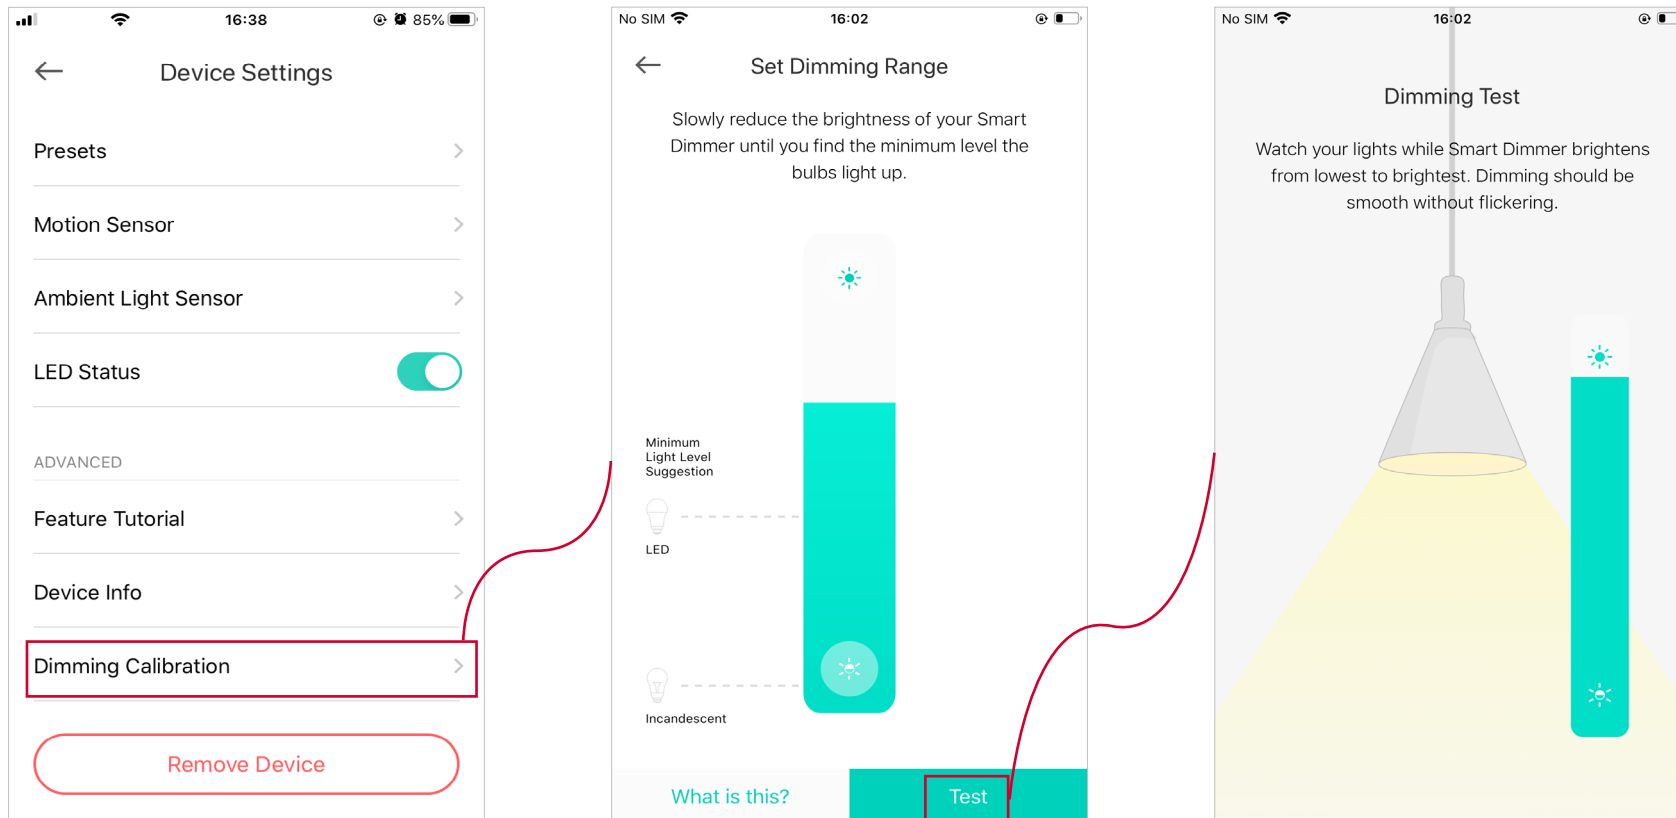 16:38
85%
Device Settings
Presets
Motion Sensor
Ambient Light Sensor
LED Status
ADVANCED
Feature Tutorial
Device Info
Dimming Calibration
Remove Device
No SIM
16:02
Set Dimming Range
Slowly reduce the brightness of your Smart
Dimmer until you find the minimum level the
bulbs light up.
Minimum
Light Level
Suggestion
LED
Incandescent
What is this?
Test
No SIM
16:02
Dimming Test
Watch your lights while Smart Dimmer brightens
from lowest to brightest. Dimming should be
smooth without flickering.